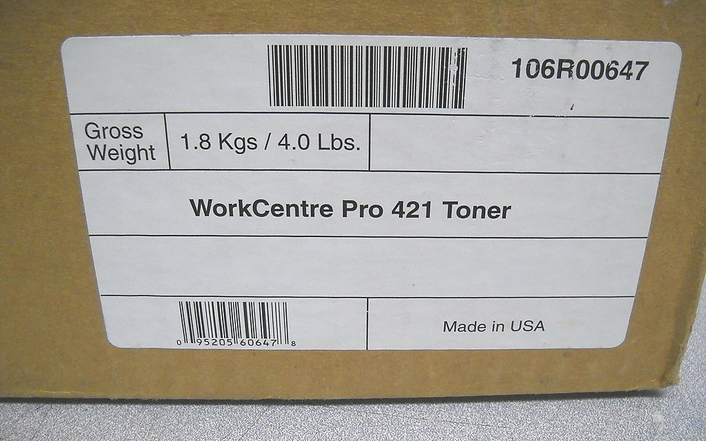 106R00647
Gross
Weight
1.8 Kgs / 4.0 Lbs.
WorkCentre Pro 421 Toner
0 95205 60647 8
Made in USA